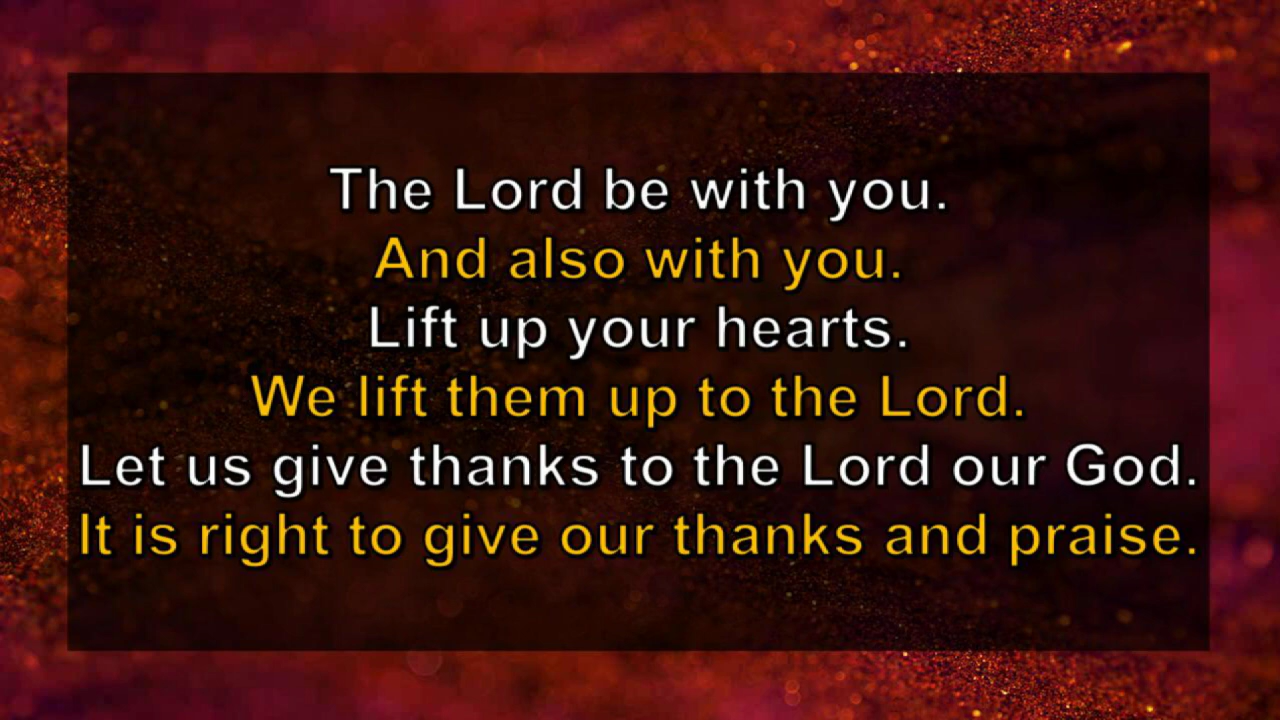 The Lord be with you.
And also with you.
Lift up your hearts.
We lift them up to the Lord.
Let us give thanks to the Lord our God.
It is right to give our thanks and praise.